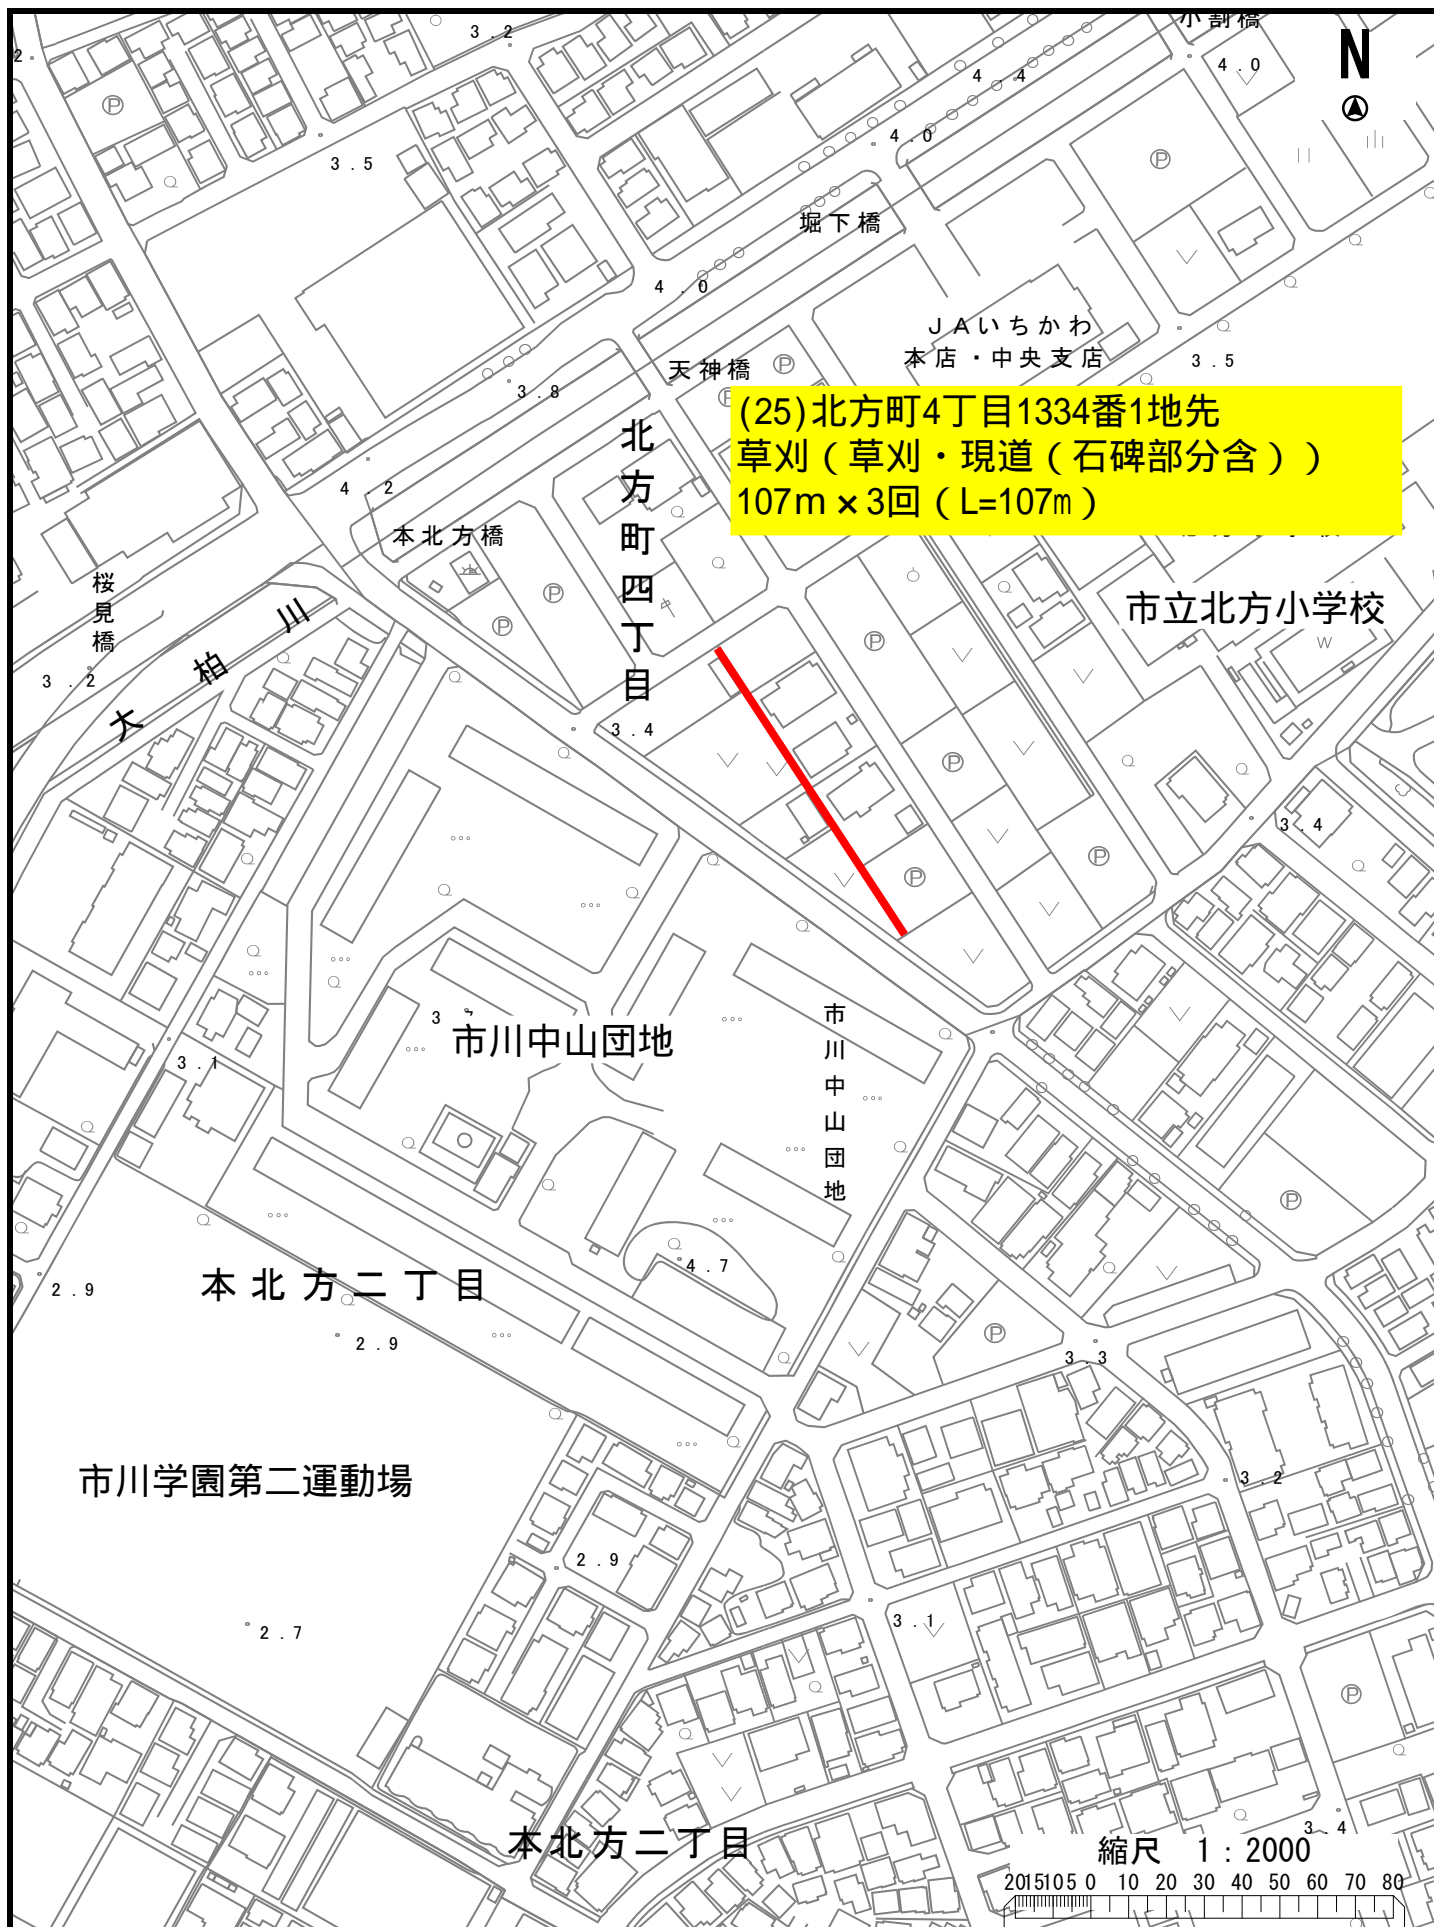 小割橋
N
3.2
2
4.0
4.4
4.0
3.5
堀下橋
4.0
JAいちかわ
本店・中央支店
3.5
天神橋
3.8
(25)北方町4丁目1334番1地先
草刈（草刈・現道（石碑部分含））
107m×3回（L=107m）
北方町四丁目
4.2
本北方橋
桜見橋
市立北方小学校
大柏川
3.2
3.4
3.4
市川中山団地
市川中山団地
3.1
4.7
本北方二丁目
2.9
2.9
3.3
市川学園第二運動場
3.2
2.9
2.7
3.1
本北方二丁目
3.4
縮尺 1:2000
20 15 10 5 0 10 20 30 40 50 60 70 80